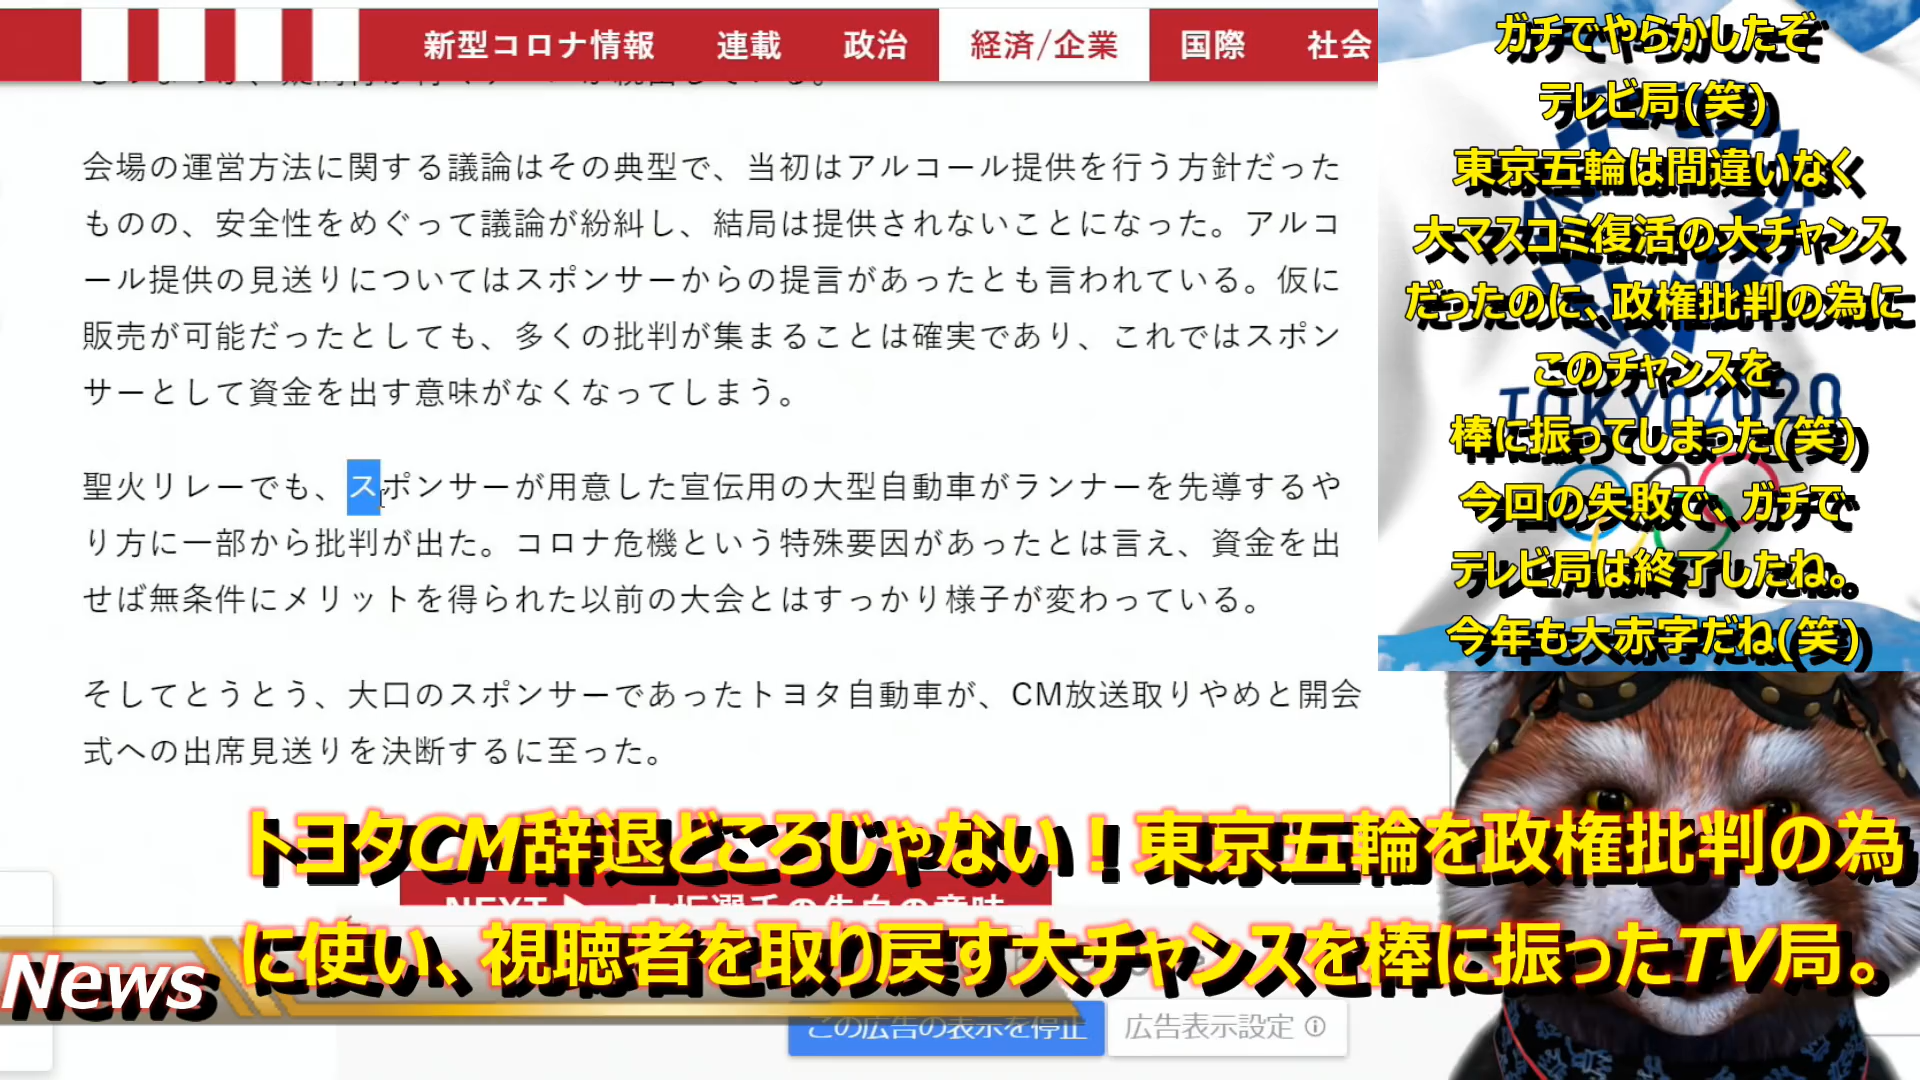 新型コロナ情報 連載 政治 経済/企業 国際 社会
会場の運営方法に関する議論はその典型で、当初はアルコール提供を行う方針だった
ものの、安全性をめぐって議論が紛糾し、結局は提供されないことになった。アルコ
ール提供の見送りについてはスポンサーからの提言があったとも言われている。仮に
販売が可能だったとしても、多くの批判が集まることは確実であり、これではスポン
サーとして資金を出す意味がなくなってしまう。
聖火リレーでも、スポンサーが用意した宣伝用の大型自動車がランナーを先導するや
り方に一部から批判が出た。コロナ危機という特殊要因があったとは言え、資金を出
せば無条件にメリットを得られた以前の大会とはすっかり様子が変わっている。
そしてとうとう、大口のスポンサーであったトヨタ自動車が、CM放送取りやめと開会
式への出席見送りを決断するに至った。
ガチでやらかしたぞ
テレビ局(笑)
東京五輪は間違いなく
大マスコミ復活の大チャンス
だったのに、政権批判の為に
このチャンスを
TOKYO 2020
棒に振ってしまった(笑)
今回の失敗で、ガチで
テレビ局は終了したね。
今年も大赤字だね(笑)
トヨタCM辞退どころじゃない！東京五輪を政権批判の為
NEXT ▶ 大坂選手の告白の意味
に使い、視聴者を取り戻す大チャンスを棒に振ったTV局。
News
この広告の表示を停止
広告表示設定